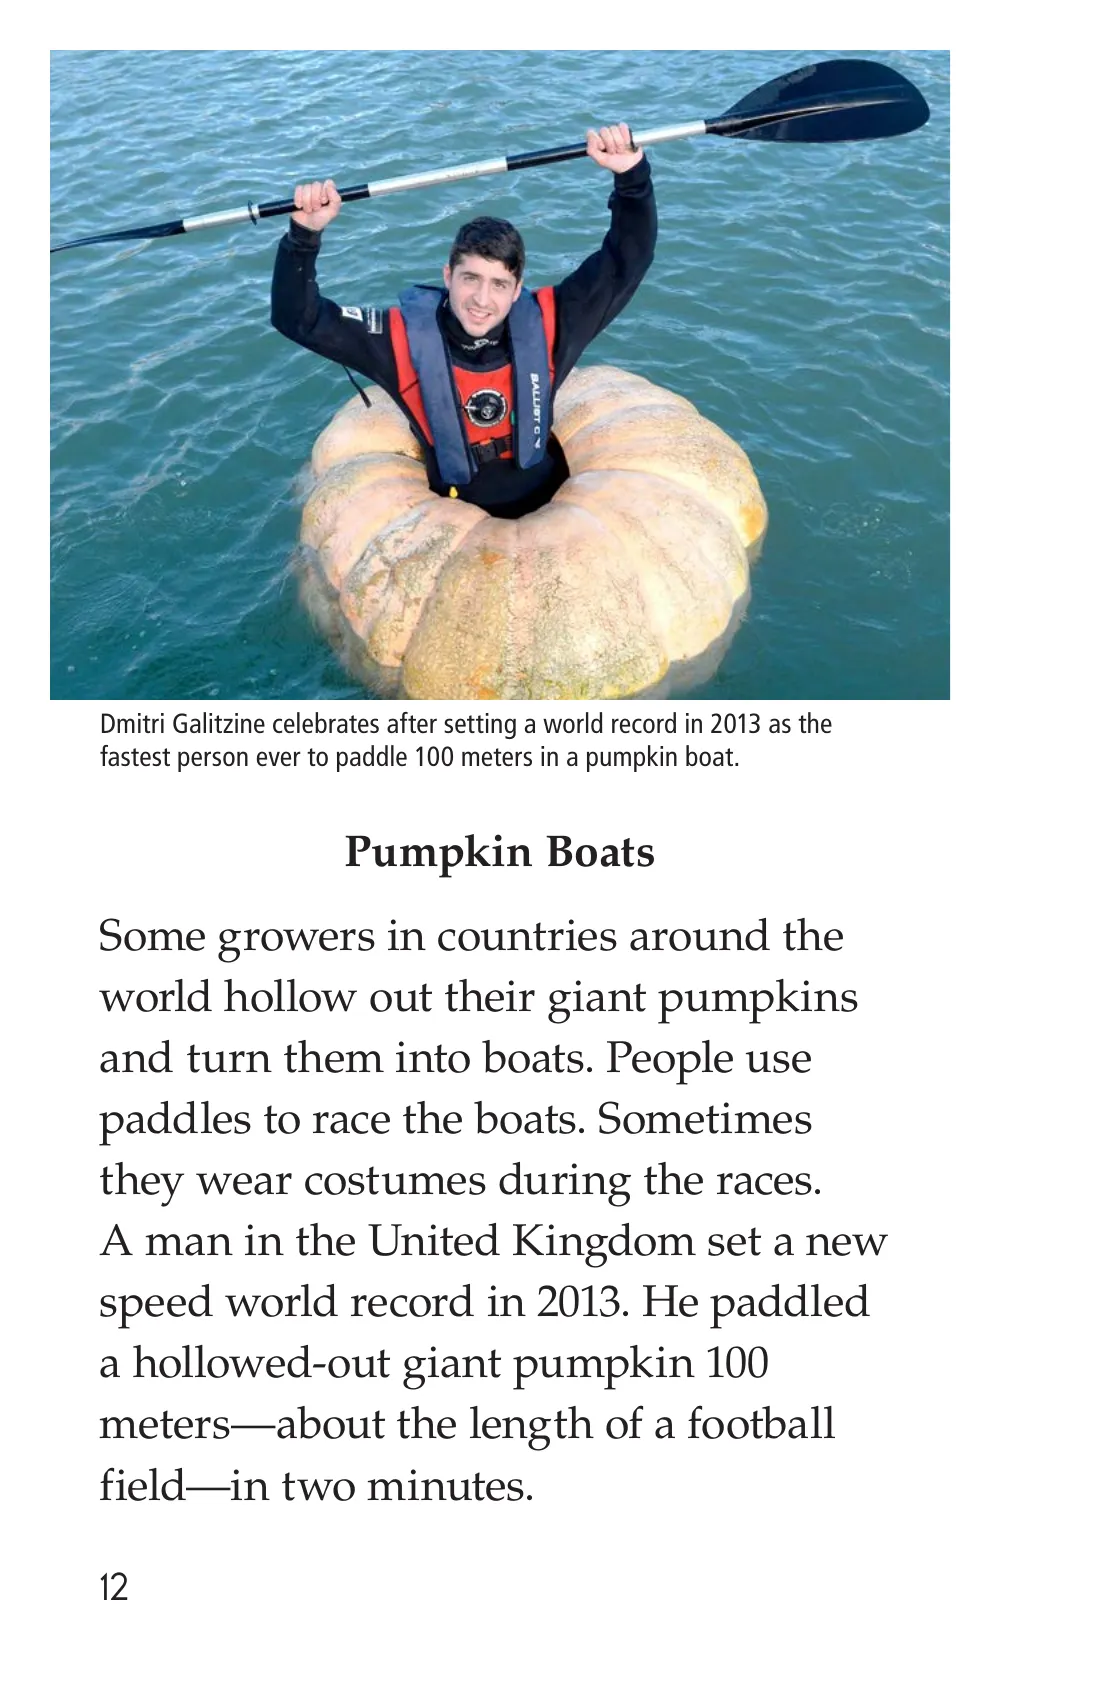 BALLISTIC
Dmitri Galitzine celebrates after setting a world record in 2013 as the
fastest person ever to paddle 100 meters in a pumpkin boat.
Pumpkin Boats
Some growers in countries around the
world hollow out their giant pumpkins
and turn them into boats. People use
paddles to race the boats. Sometimes
they wear costumes during the races.
A man in the United Kingdom set a new
speed world record in 2013. He paddled
a hollowed-out giant pumpkin 100
meters—about the length of a football
field—in two minutes.
12